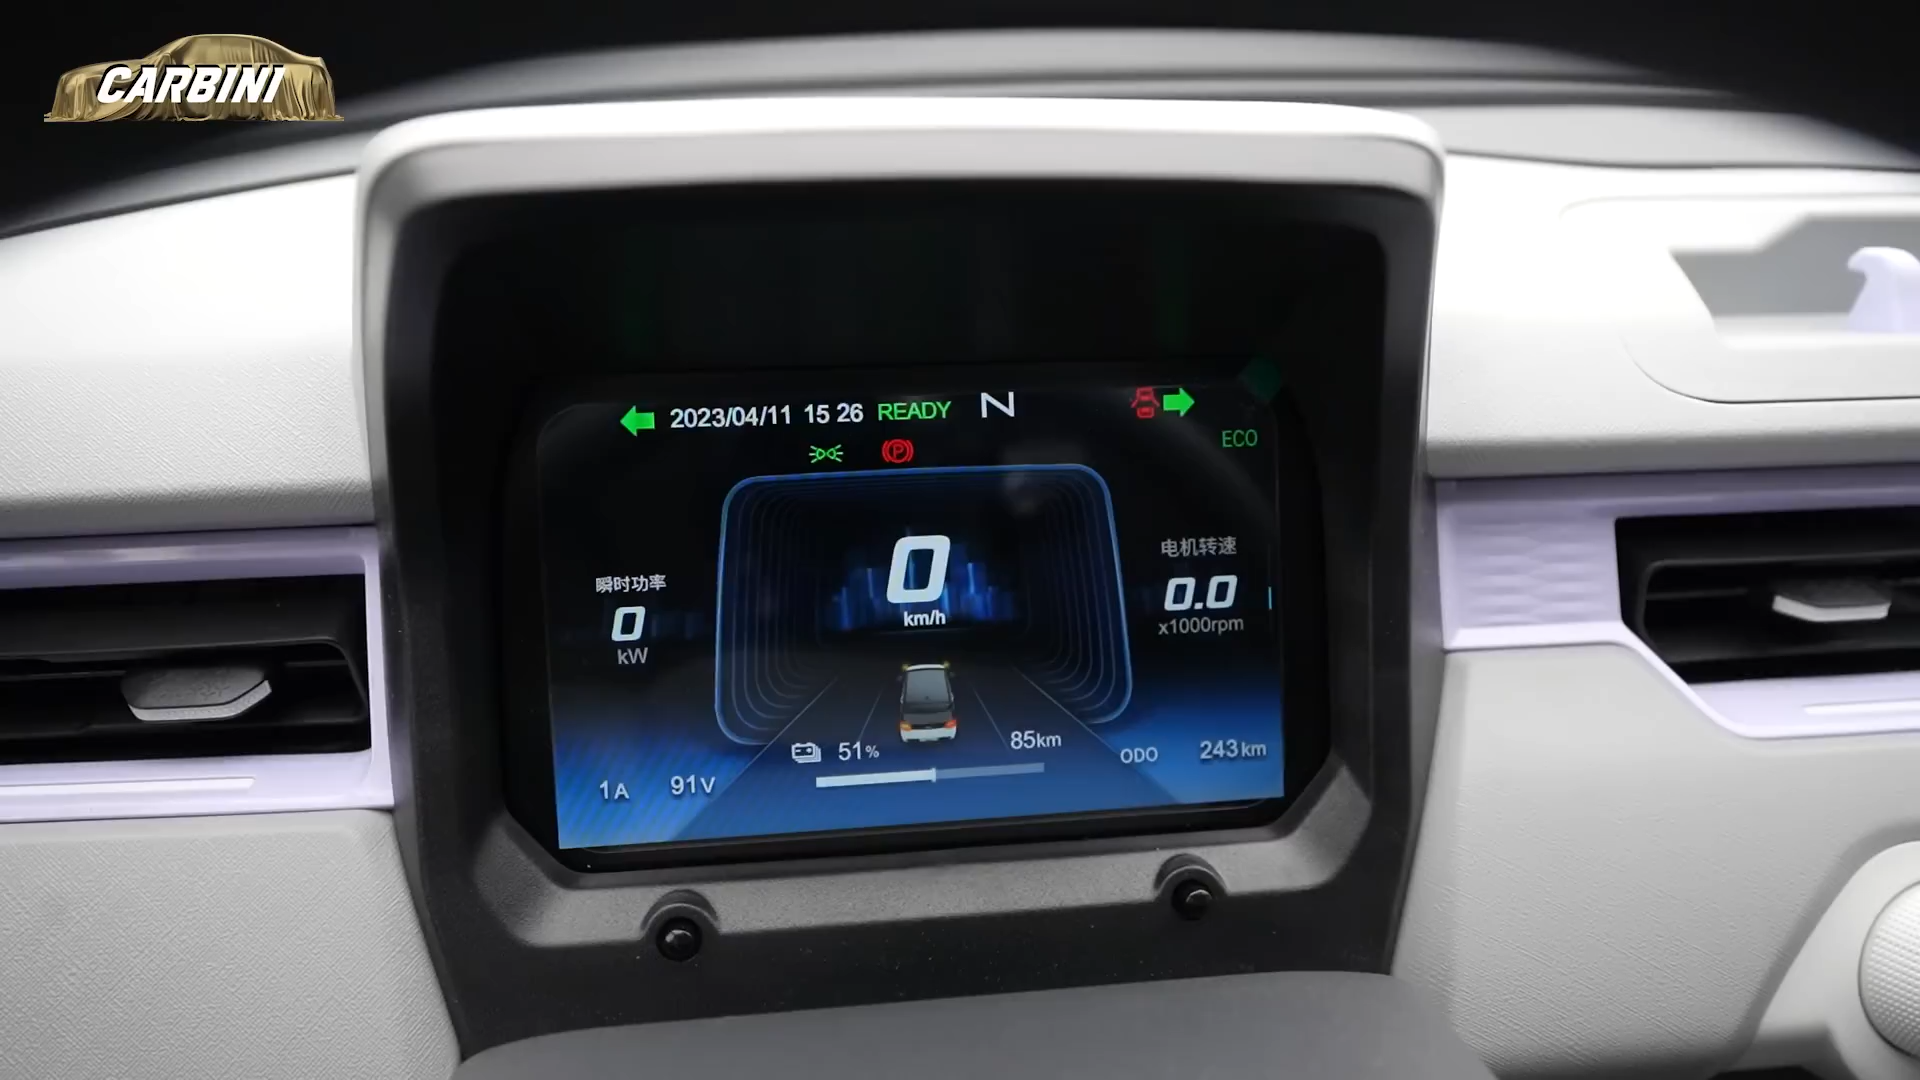 CARBINI
2023/04/11 15 26 READY N
P
ECO
瞬时功率
0
kW
0
km/h
电机转速
0.0
x1000rpm
51%
85km
1A
91V
ODO
243km